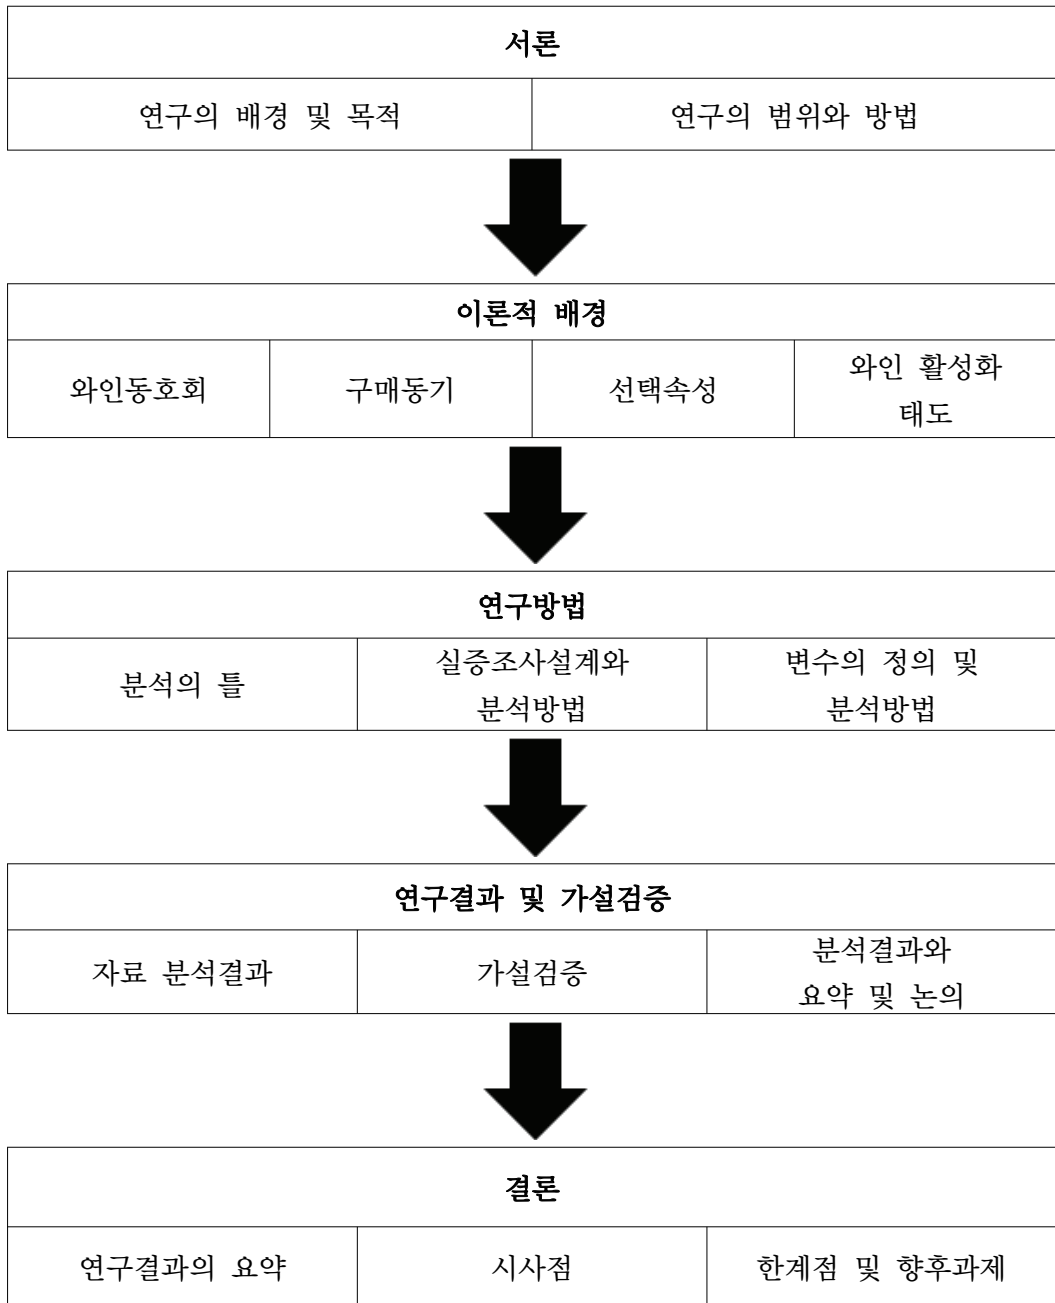 서론
연구의 배경 및 목적
연구의 범위와 방법
이론적 배경
와인동호회
구매동기
선택속성
와인 활성화
태도
연구방법
분석의 틀
실증조사설계와
분석방법
변수의 정의 및
분석방법
연구결과 및 가설검증
자료 분석결과
가설검증
분석결과와
요약 및 논의
결론
연구결과의 요약
시사점
한계점 및 향후과제